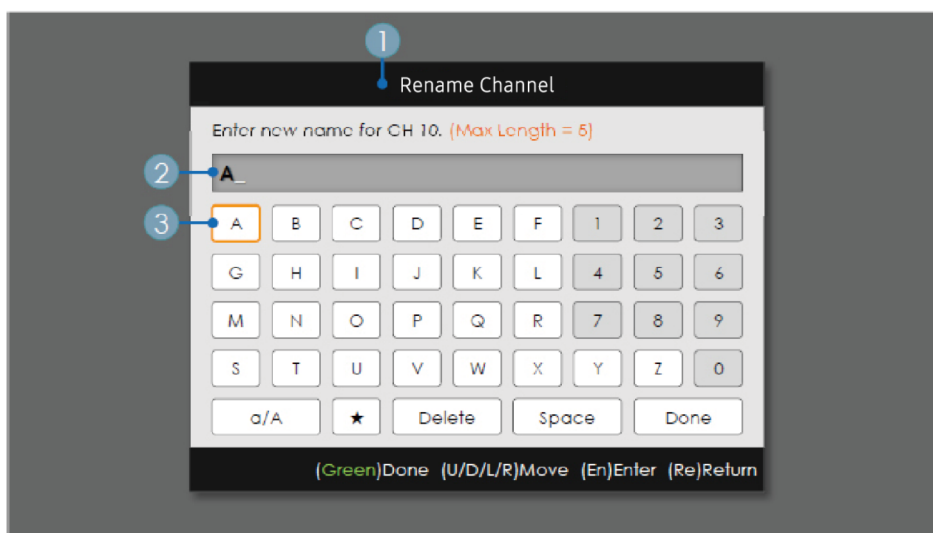 1
Rename Channel
Enter new name for CH 10. (Max Length = 5)
2
A_
3
A B C D E F 1 2 3
G H I J K L 4 5 6
M N O P Q R 7 8 9
S T U V W X Y Z 0
a/A ★ Delete Space Done
(Green)Done (U/D/L/R)Move (En)Enter (Re)Return